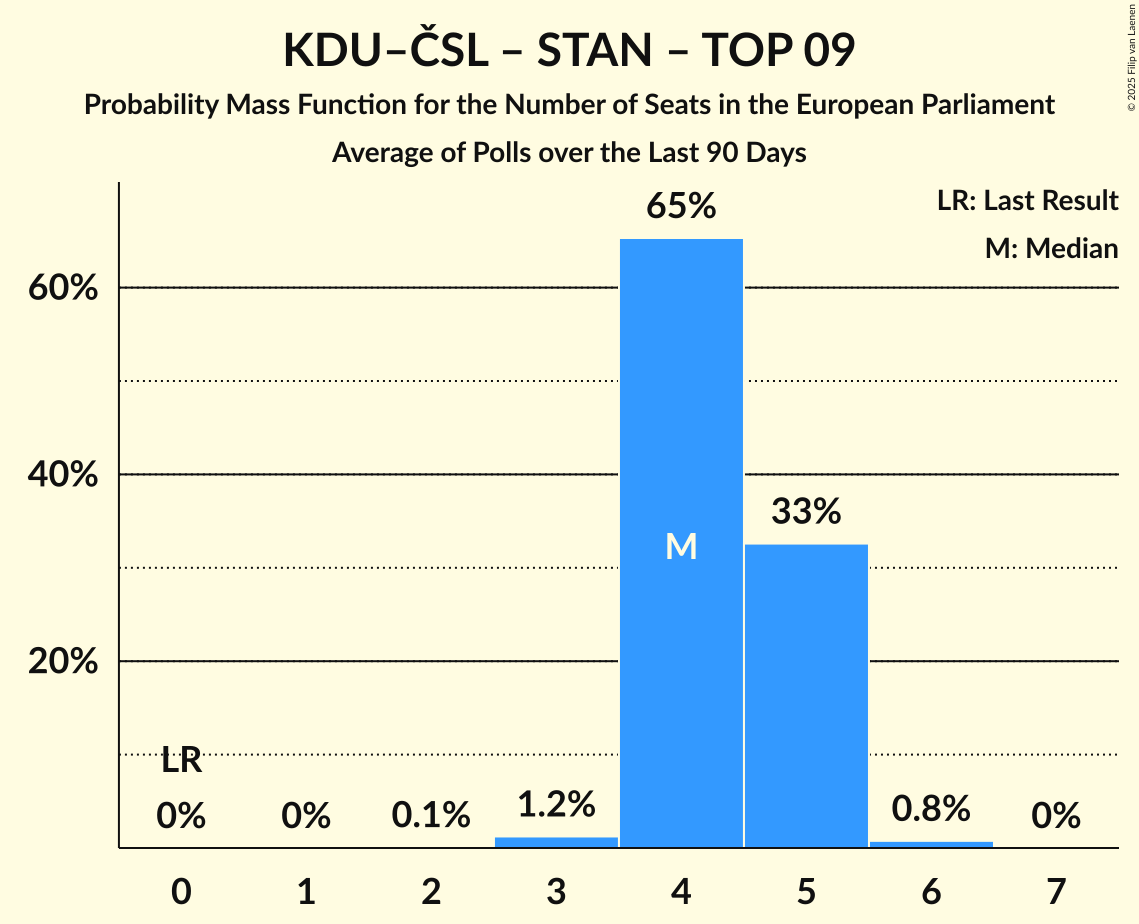 KDU–ČSL – STAN – TOP 09
Probability Mass Function for the Number of Seats in the European Parliament
Average of Polls over the Last 90 Days
© 2025 Filip van Laenen
LR: Last Result
M: Median
65%
60%
40%
33%
M
20%
LR
0%
0%
0.1%
1.2%
0.8%
0%
0 1 2 3 4 5 6 7